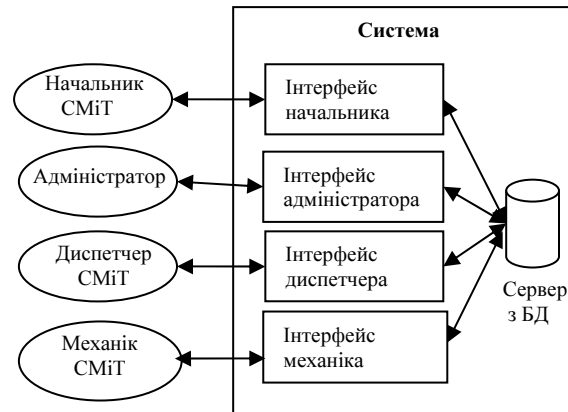 Система
Начальник
СМіТ
Інтерфейс
начальника
Адміністратор
Інтерфейс
адміністратора
Диспетчер
СМіТ
Інтерфейс
диспетчера
Сервер
з БД
Механік
СМіТ
Інтерфейс
механіка